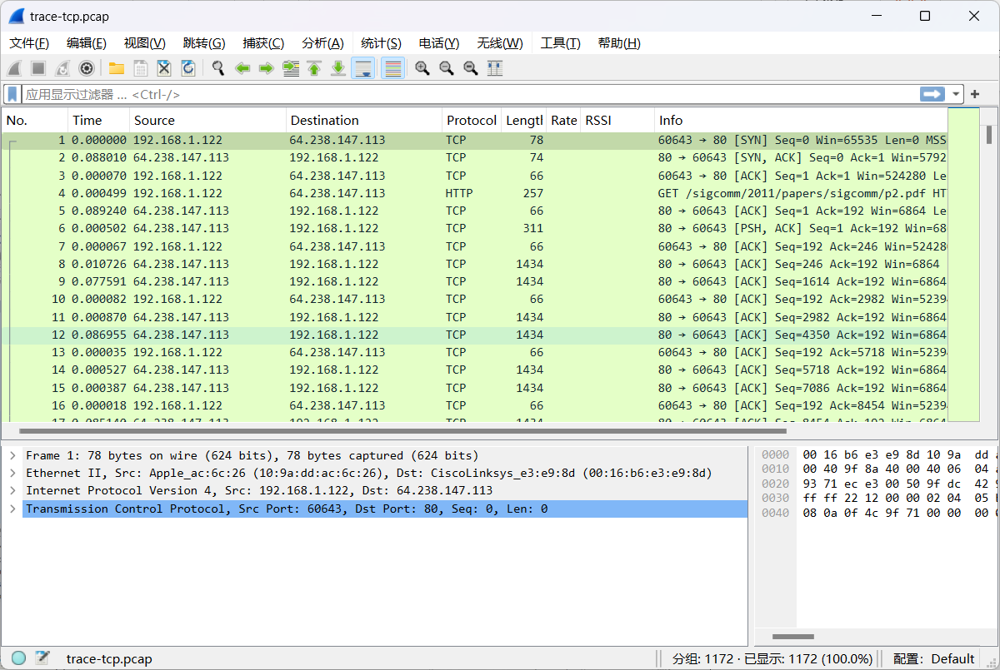 trace-tcp.pcap
文件(F) 编辑(E) 视图(V) 跳转(G) 捕获(C) 分析(A) 统计(S) 电话(Y) 无线(W) 工具(T) 帮助(H)
应用显示过滤器 … <Ctrl-/>
No. Time Source Destination Protocol Lengtl Rate RSSI Info
1 0.000000 192.168.1.122 64.238.147.113 TCP 78 60643 → 80 [SYN] Seq=0 Win=65535 Len=0 MSS
2 0.088010 64.238.147.113 192.168.1.122 TCP 74 80 → 60643 [SYN, ACK] Seq=0 Ack=1 Win=5792
3 0.000070 192.168.1.122 64.238.147.113 TCP 66 60643 → 80 [ACK] Seq=1 Ack=1 Win=524280 Le
4 0.000499 192.168.1.122 64.238.147.113 HTTP 257 GET /sigcomm/2011/papers/sigcomm/p2.pdf HT
5 0.089240 64.238.147.113 192.168.1.122 TCP 66 80 → 60643 [ACK] Seq=1 Ack=192 Win=6864 Le
6 0.000502 64.238.147.113 192.168.1.122 TCP 311 80 → 60643 [PSH, ACK] Seq=1 Ack=192 Win=68
7 0.000067 192.168.1.122 64.238.147.113 TCP 66 60643 → 80 [ACK] Seq=192 Ack=246 Win=52428
8 0.010726 64.238.147.113 192.168.1.122 TCP 1434 80 → 60643 [ACK] Seq=246 Ack=192 Win=6864
9 0.077591 64.238.147.113 192.168.1.122 TCP 1434 80 → 60643 [ACK] Seq=1614 Ack=192 Win=6864
10 0.000082 192.168.1.122 64.238.147.113 TCP 66 60643 → 80 [ACK] Seq=192 Ack=2982 Win=5239
11 0.000870 64.238.147.113 192.168.1.122 TCP 1434 80 → 60643 [ACK] Seq=2982 Ack=192 Win=6864
12 0.086955 64.238.147.113 192.168.1.122 TCP 1434 80 → 60643 [ACK] Seq=4350 Ack=192 Win=6864
13 0.000035 192.168.1.122 64.238.147.113 TCP 66 60643 → 80 [ACK] Seq=192 Ack=5718 Win=5239
14 0.000527 64.238.147.113 192.168.1.122 TCP 1434 80 → 60643 [ACK] Seq=5718 Ack=192 Win=6864
15 0.000387 64.238.147.113 192.168.1.122 TCP 1434 80 → 60643 [ACK] Seq=7086 Ack=192 Win=6864
16 0.000018 192.168.1.122 64.238.147.113 TCP 66 60643 → 80 [ACK] Seq=192 Ack=8454 Win=5239
17 0.085140 64.238.147.113 192.168.1.122 TCP 1434 80 → 60643 [ACK] Seq=8454 Ack=192 Win=6864
Frame 1: 78 bytes on wire (624 bits), 78 bytes captured (624 bits)
Ethernet II, Src: Apple_ac:6c:26 (10:9a:dd:ac:6c:26), Dst: CiscoLinksys_e3:e9:8d (00:16:b6:e3:e9:8d)
Internet Protocol Version 4, Src: 192.168.1.122, Dst: 64.238.147.113
Transmission Control Protocol, Src Port: 60643, Dst Port: 80, Seq: 0, Len: 0
0000 00 16 b6 e3 e9 8d 10 9a dd
0010 00 40 9f 8a 40 00 40 06 04
0020 93 71 ec e3 00 50 9f dc 42
0030 ff ff 22 12 00 00 02 04 05
0040 08 0a 0f 4c 9f 71 00 00 00
trace-tcp.pcap 分组: 1172 · 已显示: 1172 (100.0%) 配置: Default